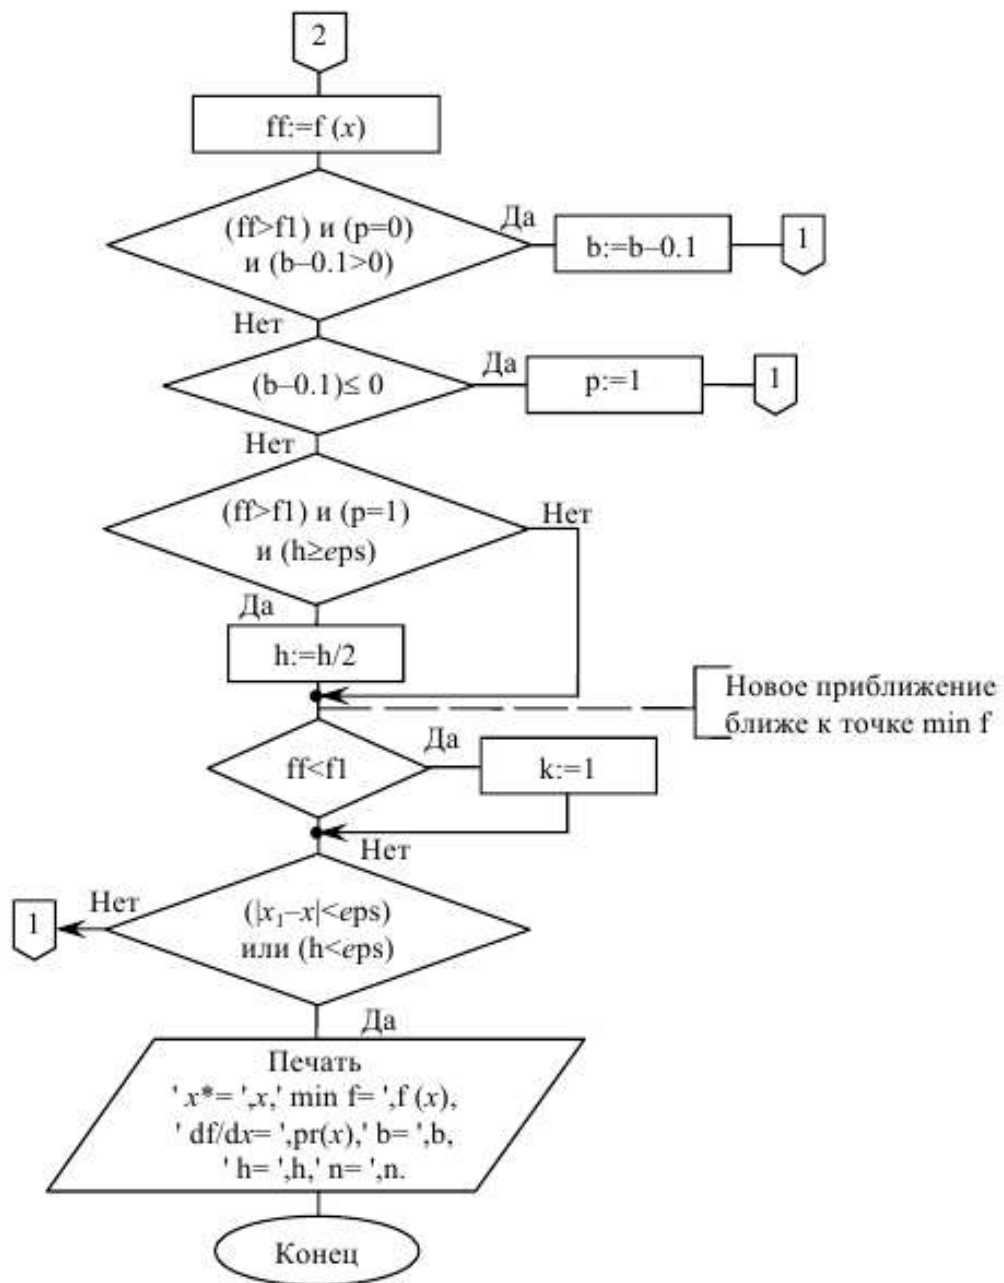 2
ff:=f (x)
(ff>f1) и (p=0)
и (b–0.1>0)
Да
b:=b–0.1
1
Нет
(b–0.1)≤ 0
Да
p:=1
1
Нет
(ff>f1) и (p=1)
и (h≥eps)
Нет
Да
h:=h/2
Новое приближение
ближе к точке min f
ff<f1
Да
k:=1
Нет
(|x₁–x|<eps)
или (h<eps)
Нет
1
Да
Печать
' x*= ',x,' min f= ',f (x),
' df/dx= ',pr(x),' b= ',b,
' h= ',h,' n= ',n.
Конец